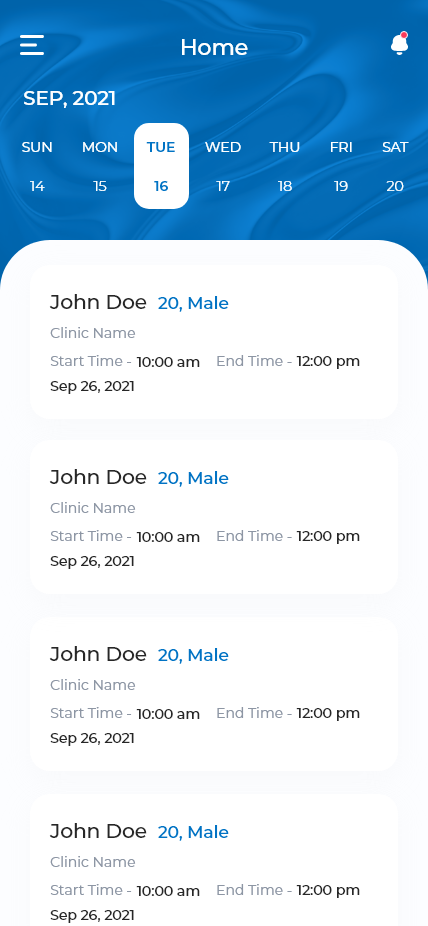 Home
SEP, 2021
SUN MON TUE WED THU FRI SAT
14 15 16 17 18 19 20
John Doe 20, Male
Clinic Name
Start Time - 10:00 am End Time - 12:00 pm
Sep 26, 2021
John Doe 20, Male
Clinic Name
Start Time - 10:00 am End Time - 12:00 pm
Sep 26, 2021
John Doe 20, Male
Clinic Name
Start Time - 10:00 am End Time - 12:00 pm
Sep 26, 2021
John Doe 20, Male
Clinic Name
Start Time - 10:00 am End Time - 12:00 pm
Sep 26, 2021